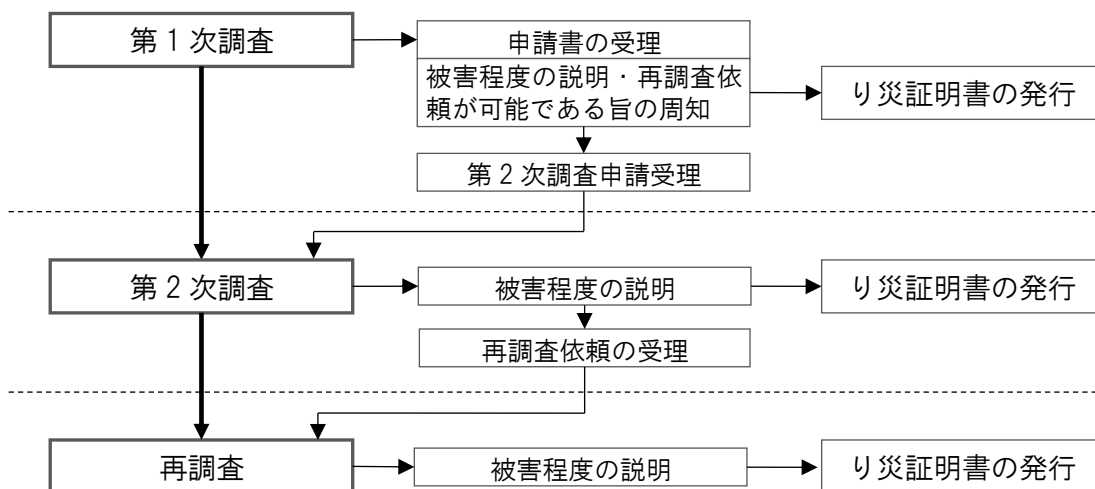 第１次調査
申請書の受理
被害程度の説明・再調査依
頼が可能である旨の周知
り災証明書の発行
第２次調査申請受理
第２次調査
被害程度の説明
り災証明書の発行
再調査依頼の受理
再調査
被害程度の説明
り災証明書の発行